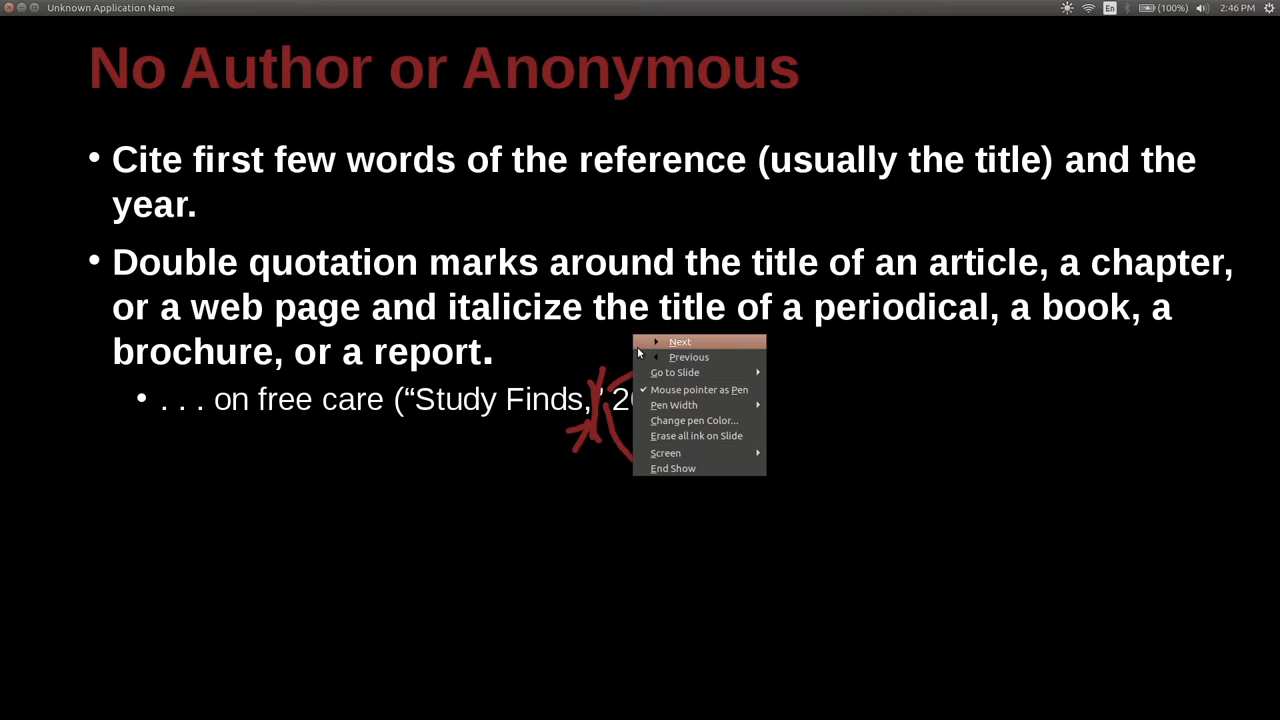 Unknown Application Name
En
(100%)
2:46 PM
No Author or Anonymous
• Cite first few words of the reference (usually the title) and the
year.
• Double quotation marks around the title of an article, a chapter,
or a web page and italicize the title of a periodical, a book, a
brochure, or a report.
• . . . on free care (“Study Finds,”
Next
Previous
Go to Slide
Mouse pointer as Pen
Pen Width
Change pen Color...
Erase all ink on Slide
Screen
End Show